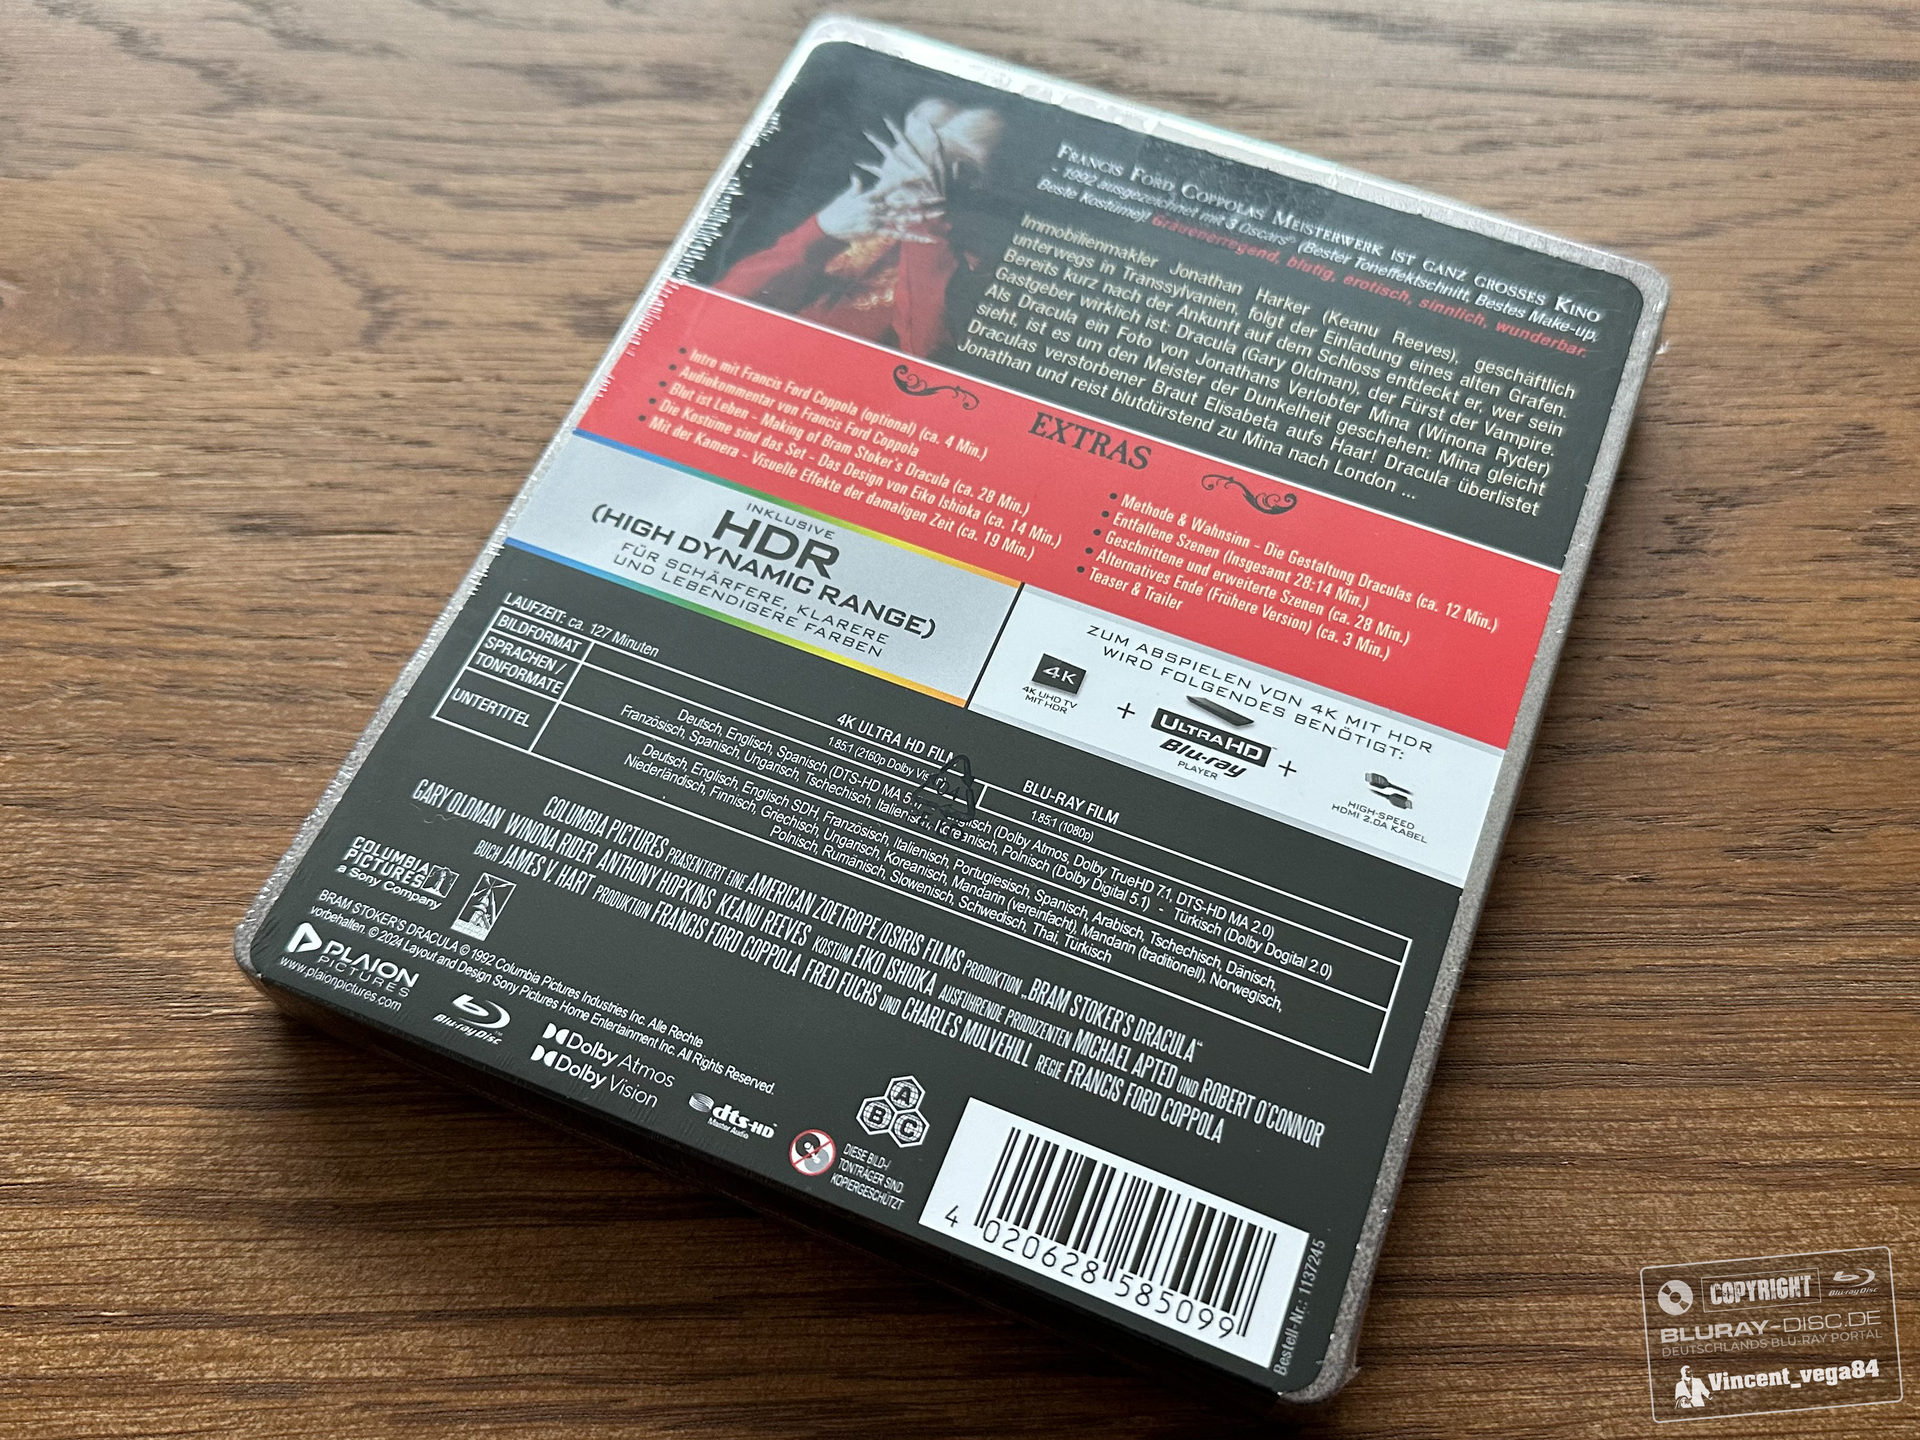 FRANCIS FORD COPPOLAS MEISTERWERK IST GANZ GROSSES KINO
- 1992 ausgezeichnet mit 3 Oscars® (Bester Toneffektschnitt, Bestes Make-up,
Beste Kostüme)! Grauenerregend, blutig, erotisch, sinnlich, wunderbar.
Immobilienmakler Jonathan Harker (Keanu Reeves), geschäftlich
unterwegs in Transsylvanien, folgt der Einladung eines alten Grafen.
Bereits kurz nach der Ankunft auf dem Schloss entdeckt er, wer sein
Gastgeber wirklich ist: Dracula (Gary Oldman), der Fürst der Vampire.
Als Dracula ein Foto von Jonathans Verlobter Mina (Winona Ryder)
sieht, ist es um den Meister der Dunkelheit geschehen: Mina gleicht
Draculas verstorbener Braut Elisabeta aufs Haar! Dracula überlistet
Jonathan und reist blutdürstend zu Mina nach London ...
EXTRAS
• Intro mit Francis Ford Coppola (optional) (ca. 4 Min.)
• Audiokommentar von Francis Ford Coppola
• Blut ist Leben - Making of Bram Stoker's Dracula (ca. 28 Min.)
• Die Kostüme sind das Set - Das Design von Eiko Ishioka (ca. 14 Min.)
• Mit der Kamera - Visuelle Effekte der damaligen Zeit (ca. 19 Min.)
• Methode & Wahnsinn - Die Gestaltung Draculas (ca. 12 Min.)
• Entfallene Szenen (Insgesamt 28:14 Min.)
• Geschnittene und erweiterte Szenen (ca. 28 Min.)
• Alternatives Ende' (Frühere Version) (ca. 3 Min.)
• Teaser & Trailer
INKLUSIVE
HDR
(HIGH DYNAMIC RANGE)
FÜR SCHÄRFERE, KLARERE
UND LEBENDIGERE FARBEN
ZUM ABSPIELEN VON 4K MIT HDR
WIRD FOLGENDES BENÖTIGT:
4K
4K UHD TV
MIT HDR
+
ULTRA HD
Blu-ray
PLAYER
+
HIGH-SPEED
HDMI 2.0A KABEL
LAUFZEIT: ca. 127 Minuten
4K ULTRA HD FILM
BLU-RAY FILM
BILDFORMAT
1.85:1 (2160p Dolby Vision
1.85:1 (1080p)
SPRACHEN /
TONFORMATE
Deutsch, Englisch, Spanisch (DTS-HD MA 5. Englisch (Dolby Atmos, Dolby TrueHD 7.1, DTS-HD MA 2.0)
Französisch, Spanisch, Ungarisch, Tschechisch, Italienisch, Koreanisch, Polnisch (Dolby Digital 5.1) - Türkisch (Dolby Dogital 2.0)
UNTERTITEL
Deutsch, Englisch, Englisch SDH, Französisch, Italienisch, Portugiesisch, Spanisch, Arabisch, Tschechisch, Dänisch,
Niederländisch, Finnisch, Griechisch, Ungarisch, Koreanisch, Mandarin (vereinfacht), Mandarin (traditionell), Norwegisch,
Polnisch, Rumänisch, Slowenisch, Schwedisch, Thai, Türkisch
COLUMBIA PICTURES PRÄSENTIERT EINE AMERICAN ZOETROPE/OSIRIS FILMS PRODUKTION „BRAM STOKER'S DRACULA“
GARY OLDMAN WINONA RIDER ANTHONY HOPKINS KEANU REEVES KOSTÜM EIKO ISHIOKA AUSFÜHRENDE PRODUZENTEN MICHAEL APTED UND ROBERT O'CONNOR
BUCH JAMES V. HART PRODUKTION FRANCIS FORD COPPOLA FRED FUCHS UND CHARLES MULVEHILL REGIE FRANCIS FORD COPPOLA
COLUMBIA
PICTURES
a Sony Company
BRAM STOKER'S DRACULA © 1992 Columbia Pictures Industries Inc. Alle Rechte
vorbehalten. © 2024 Layout and Design Sony Pictures Home Entertainment Inc. All Rights Reserved.
PLAION
PICTURES
www.plaionpictures.com
Blu-ray Disc
Dolby Atmos
Dolby Vision
dts-HD
Master Audio
DIESE BILD-/
TONTRÄGER SIND
KOPIERGESCHÜTZT
A
B C
4 020628 585099
Bestell-Nr.: 1137245
COPYRIGHT
Blu-ray Disc
BLURAY-DISC.DE
DEUTSCHLANDS BLU-RAY PORTAL
Vincent_vega84